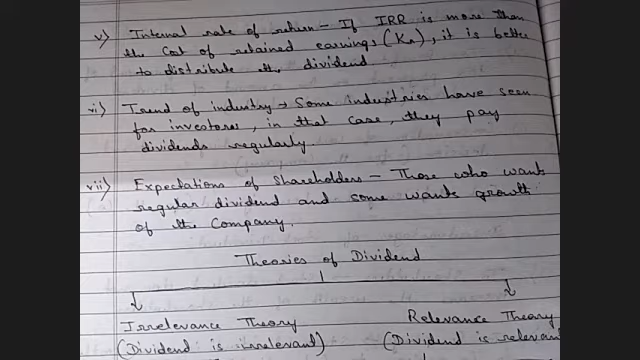 v) Internal rate of return - If IRR is more than
the Cost of retained earnings (Kr), it is better
to distribute the dividend
vi) Trend of industry → Some industries have seen
for investors, in that case, they pay
dividends regularly.
vii) Expectations of Shareholders - Those who wants
regular dividend and some wants growth
of the Company.
Theories of Dividend
Irrelevance Theory
(Dividend is irrelevant)
Relevance Theory
(Dividend is relevant